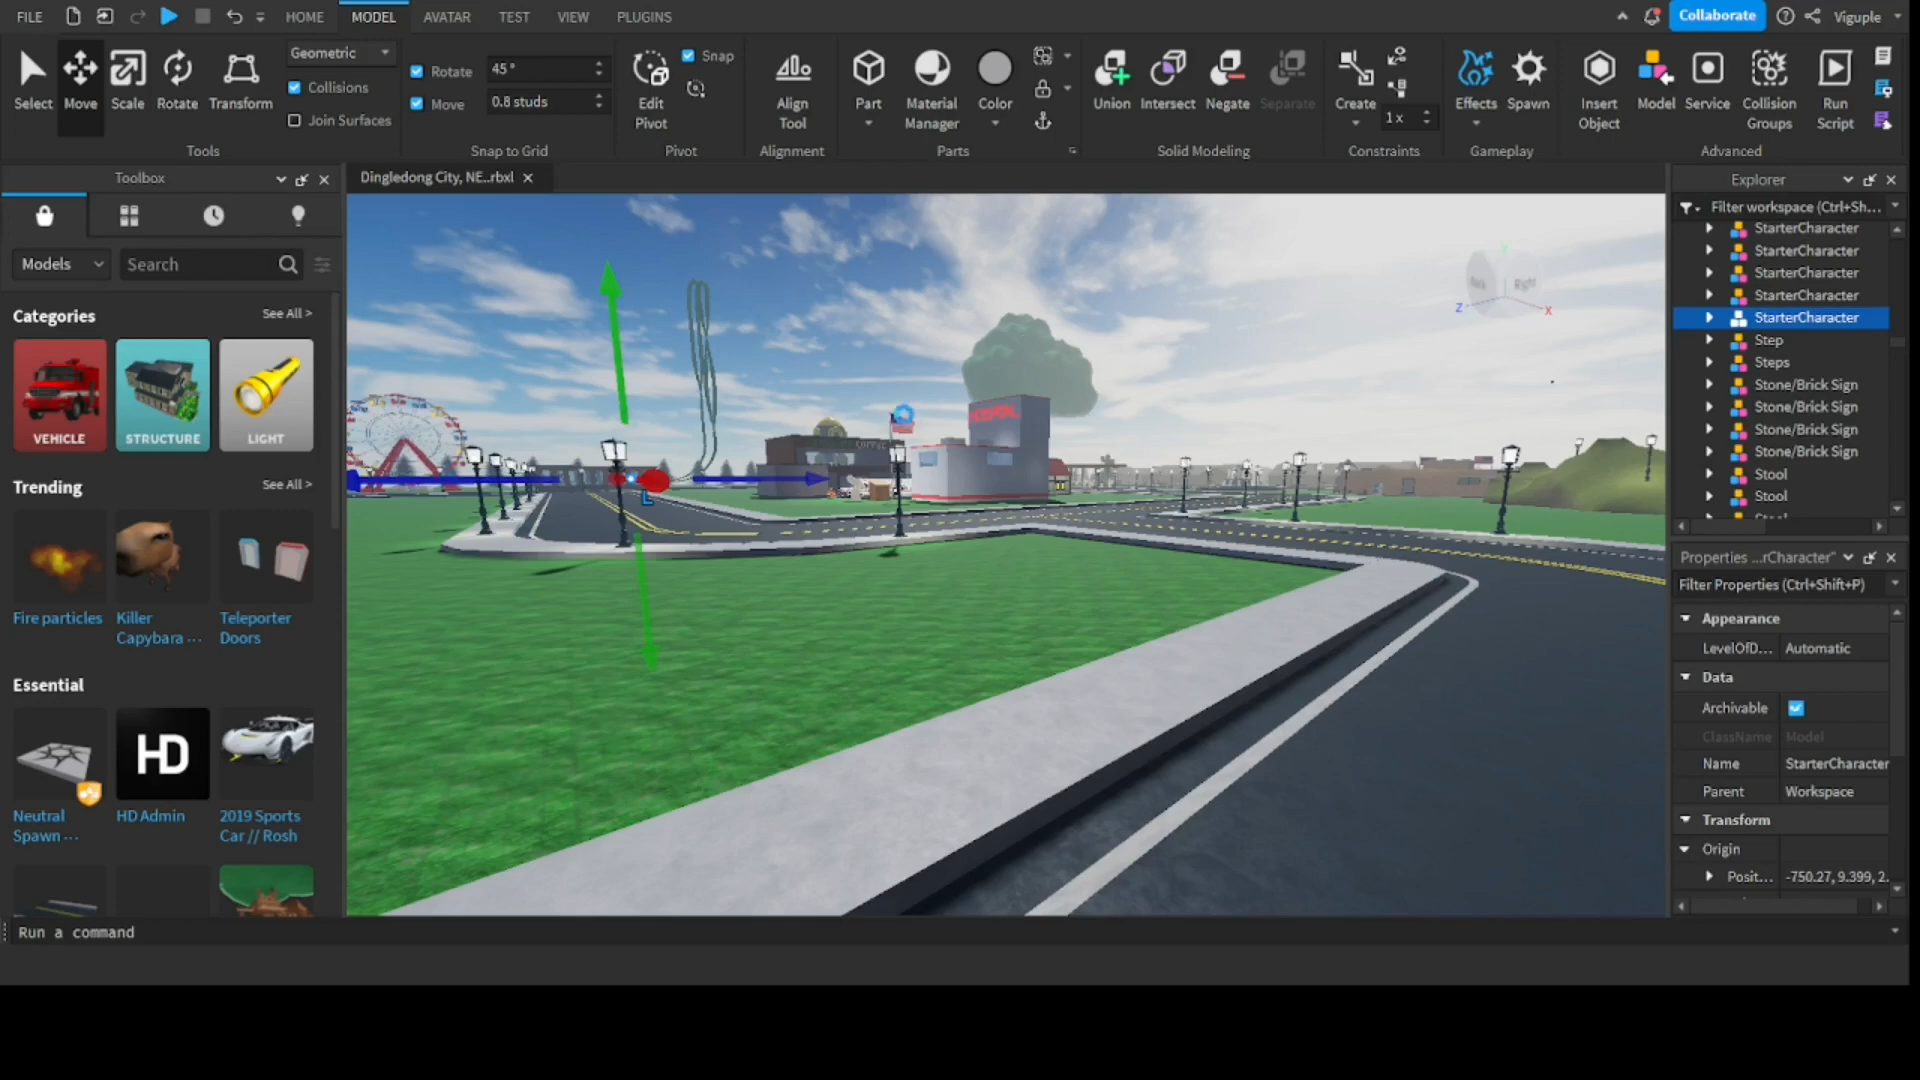 FILE
HOME
MODEL
AVATAR
TEST
VIEW
PLUGINS
Collaborate
Viguple
Select
Move
Scale
Rotate
Transform
Geometric
Collisions
Join Surfaces
Tools
Rotate
45 °
Move
0.8 studs
Snap to Grid
Edit
Pivot
Snap
Pivot
Align
Tool
Alignment
Part
Material
Manager
Color
Parts
Union
Intersect
Negate
Separate
Solid Modeling
Create
1 x
Constraints
Effects
Spawn
Gameplay
Insert
Object
Model
Service
Collision
Groups
Run
Script
Advanced
Toolbox
Models
Search
Categories
See All >
VEHICLE
STRUCTURE
LIGHT
Trending
See All >
Fire particles
Killer
Capybara ...
Teleporter
Doors
Essential
HD
Neutral
Spawn ...
HD Admin
2019 Sports
Car // Rosh
Dingledong City, NE...rbxl
HOSPITAL
COFFEE
Right
Z
X
L
Explorer
Filter workspace (Ctrl+Sh...
StarterCharacter
StarterCharacter
StarterCharacter
StarterCharacter
StarterCharacter
Step
Steps
Stone/Brick Sign
Stone/Brick Sign
Stone/Brick Sign
Stone/Brick Sign
Stool
Stool
Properties ...rCharacter"
Filter Properties (Ctrl+Shift+P)
Appearance
LevelOfD... Automatic
Data
Archivable
ClassName Model
Name StarterCharacter
Parent Workspace
Transform
Origin
Posit... -750.27, 9.399, 2.
Run a command